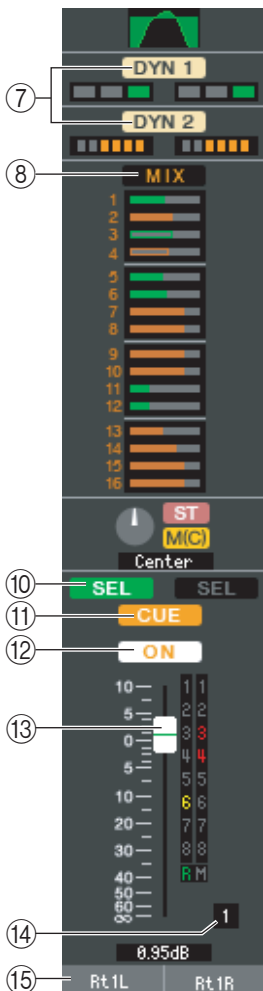 DYN 1
⑦
DYN 2
⑧ MIX
1
2
3
4
5
6
7
8
9
10
11
12
13
14
15
16
ST
M(C)
Center
⑩ SEL SEL
⑪ CUE
⑫ ON
10 1 1
5 2 2
⑬ 0 3 3
4 4
5 5 5
10 6 6
20 7 7
30 8 8
40 R M
50
60
∞
⑭ 1
0.95dB
⑮ Rt1L Rt1R